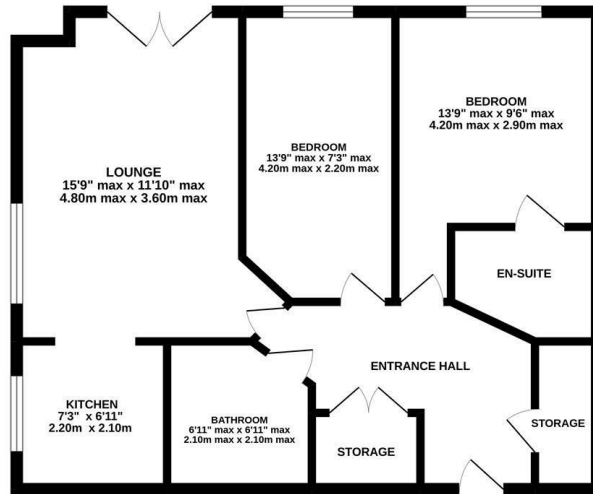 BEDROOM
13'9" max x 9'6" max
4.20m max x 2.90m max
BEDROOM
13'9" max x 7'3" max
4.20m max x 2.20m max
LOUNGE
15'9" max x 11'10" max
4.80m max x 3.60m max
EN-SUITE
ENTRANCE HALL
KITCHEN
7'3" x 6'11"
2.20m x 2.10m
BATHROOM
6'11" max x 6'11" max
2.10m max x 2.10m max
STORAGE
STORAGE